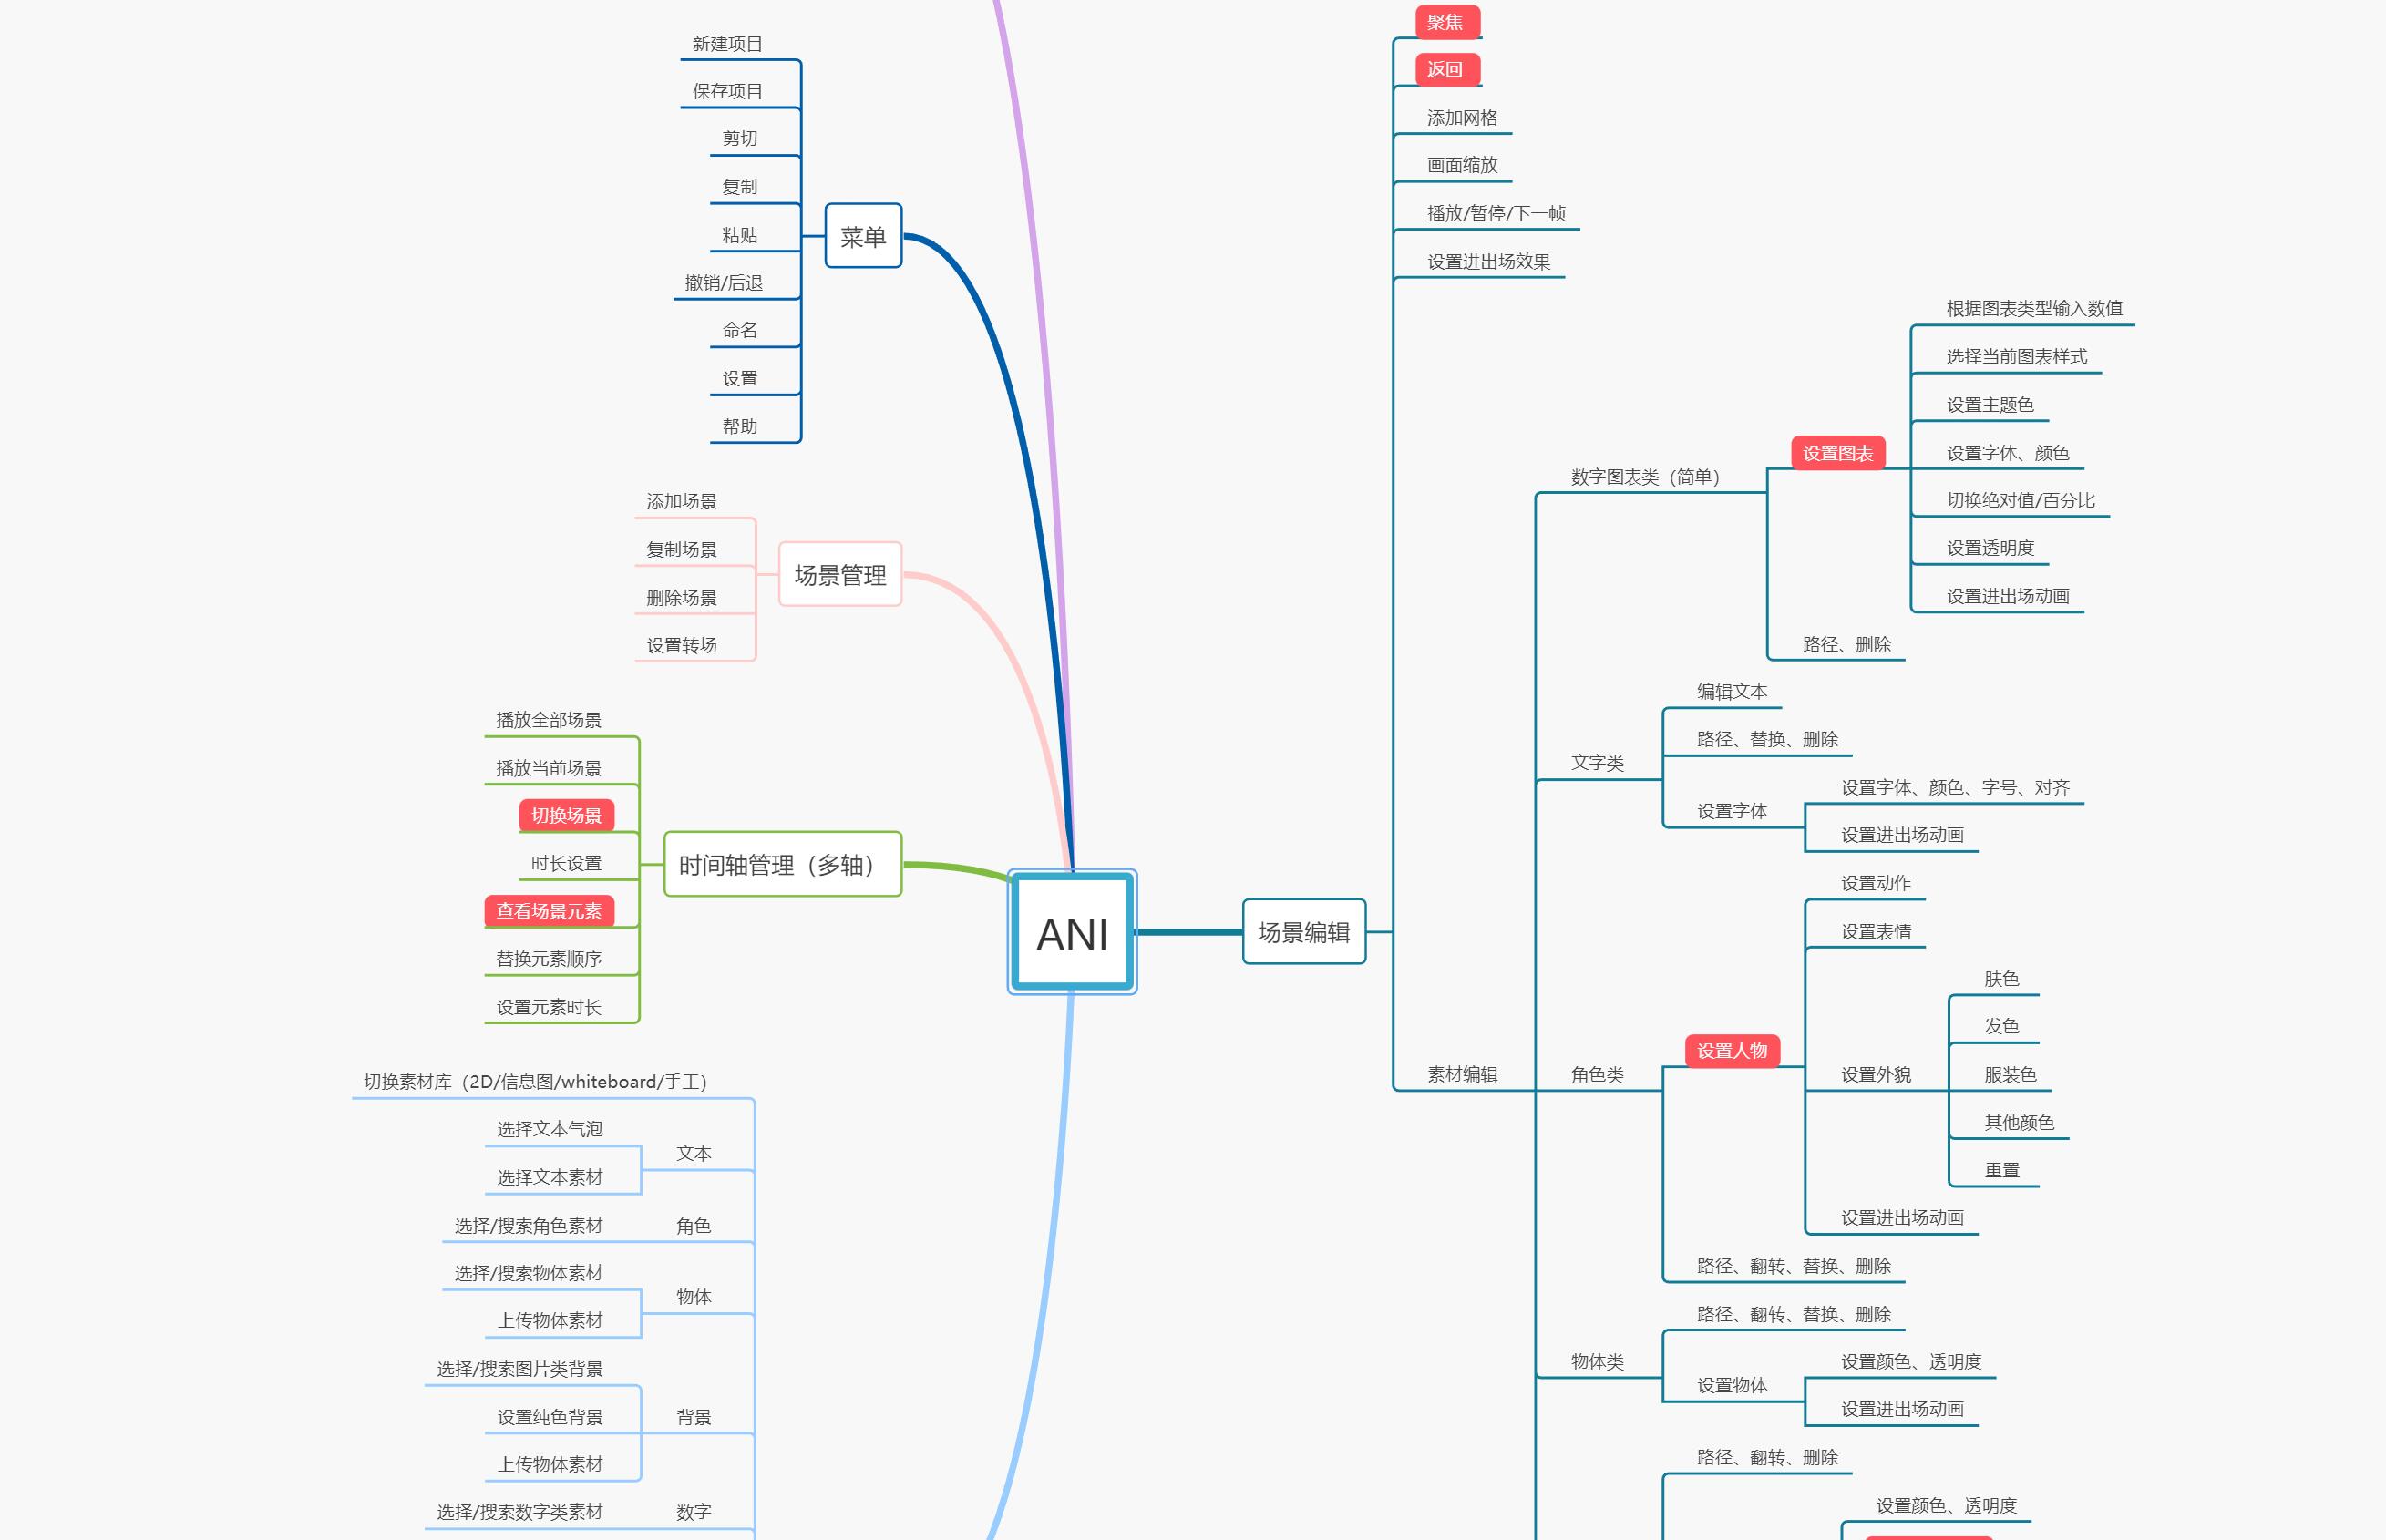 新建项目
保存项目
剪切
复制
粘贴
撤销/后退
命名
设置
帮助
菜单
添加场景
复制场景
删除场景
设置转场
场景管理
播放全部场景
播放当前场景
切换场景
时长设置
查看场景元素
替换元素顺序
设置元素时长
时间轴管理（多轴）
切换素材库（2D/信息图/whiteboard/手工）
选择文本气泡
选择文本素材
文本
选择/搜索角色素材
角色
选择/搜索物体素材
上传物体素材
物体
选择/搜索图片类背景
设置纯色背景
上传物体素材
背景
选择/搜索数字类素材
数字
ANI
场景编辑
聚焦
返回
添加网格
画面缩放
播放/暂停/下一帧
设置进出场效果
素材编辑
数字图表类（简单）
设置图表
根据图表类型输入数值
选择当前图表样式
设置主题色
设置字体、颜色
切换绝对值/百分比
设置透明度
设置进出场动画
路径、删除
文字类
编辑文本
路径、替换、删除
设置字体
设置字体、颜色、字号、对齐
设置进出场动画
角色类
设置人物
设置动作
设置表情
设置外貌
肤色
发色
服装色
其他颜色
重置
设置进出场动画
路径、翻转、替换、删除
物体类
路径、翻转、替换、删除
设置物体
设置颜色、透明度
设置进出场动画
路径、翻转、删除
设置颜色、透明度